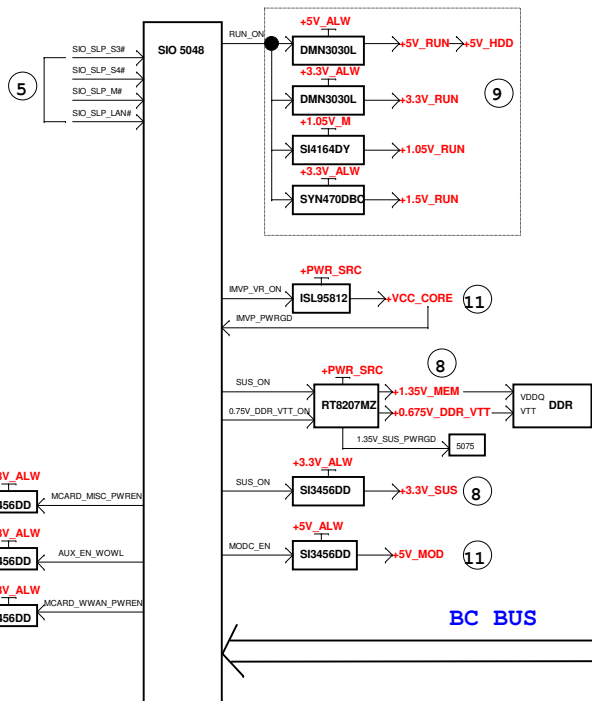 +5V_ALW
SIO_SLP_S3#
SIO 5048
RUN_ON
DMN3030L
+5V_RUN
+5V_HDD
SIO_SLP_S4#
+3.3V_ALW
5
SIO_SLP_M#
DMN3030L
+3.3V_RUN
9
SIO_SLP_LAN#
+1.05V_M
SI4164DY
+1.05V_RUN
+3.3V_ALW
SYN470DBC
+1.5V_RUN
+PWR_SRC
IMVP_VR_ON
ISL95812
+VCC_CORE
11
IMVP_PWRGD
8
+PWR_SRC
SUS_ON
+1.35V_MEM
VDDQ
RT8207MZ
DDR
0.75V_DDR_VTT_ON
+0.675V_DDR_VTT
VTT
1.35V_SUS_PWRGD
5075
+3.3V_ALW
3V_ALW
SUS_ON
SI3456DD
+3.3V_SUS
8
MCARD_MISC_PWREN
456DD
+5V_ALW
3V_ALW
MODC_EN
SI3456DD
+5V_MOD
11
AUX_EN_WOWL
456DD
3V_ALW
MCARD_WWAN_PWREN
456DD
BC BUS